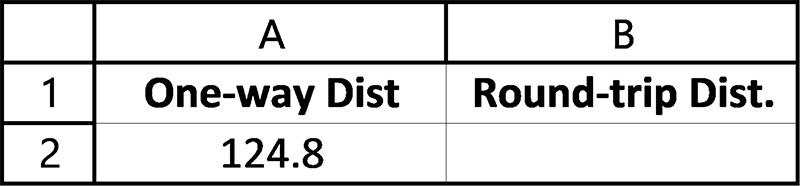 A B
1 One-way Dist Round-trip Dist.
2 124.8